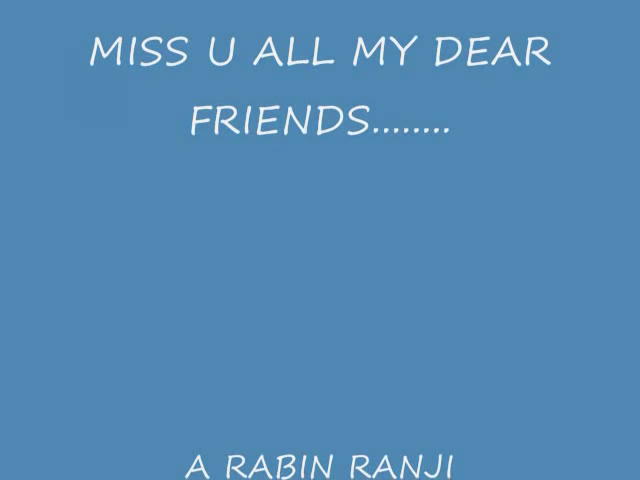 MISS U ALL MY DEAR
FRIENDS........
A RABIN RANJI